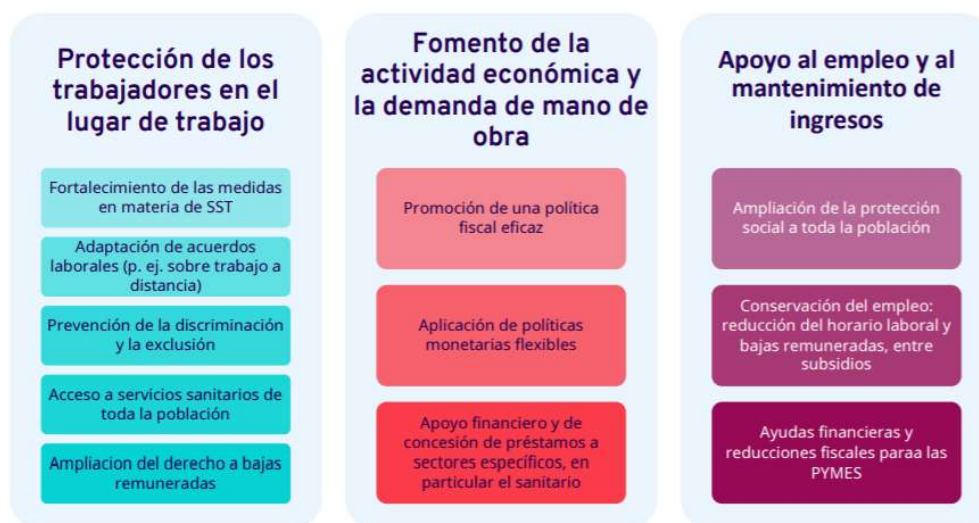 Protección de los
trabajadores en el
lugar de trabajo
Fortalecimiento de las medidas
en materia de SST
Adaptación de acuerdos
laborales (p. ej. sobre trabajo a
distancia)
Prevención de la discriminación
y la exclusión
Acceso a servicios sanitarios de
toda la población
Ampliacion del derecho a bajas
remuneradas
Fomento de la
actividad económica y
la demanda de mano de
obra
Promoción de una política
fiscal eficaz
Aplicación de políticas
monetarias flexibles
Apoyo financiero y de
concesión de préstamos a
sectores específicos, en
particular el sanitario
Apoyo al empleo y al
mantenimiento de
ingresos
Ampliación de la protección
social a toda la población
Conservación del empleo:
reducción del horario laboral y
bajas remuneradas, entre
subsidios
Ayudas financieras y
reducciones fiscales paraa las
PYMES